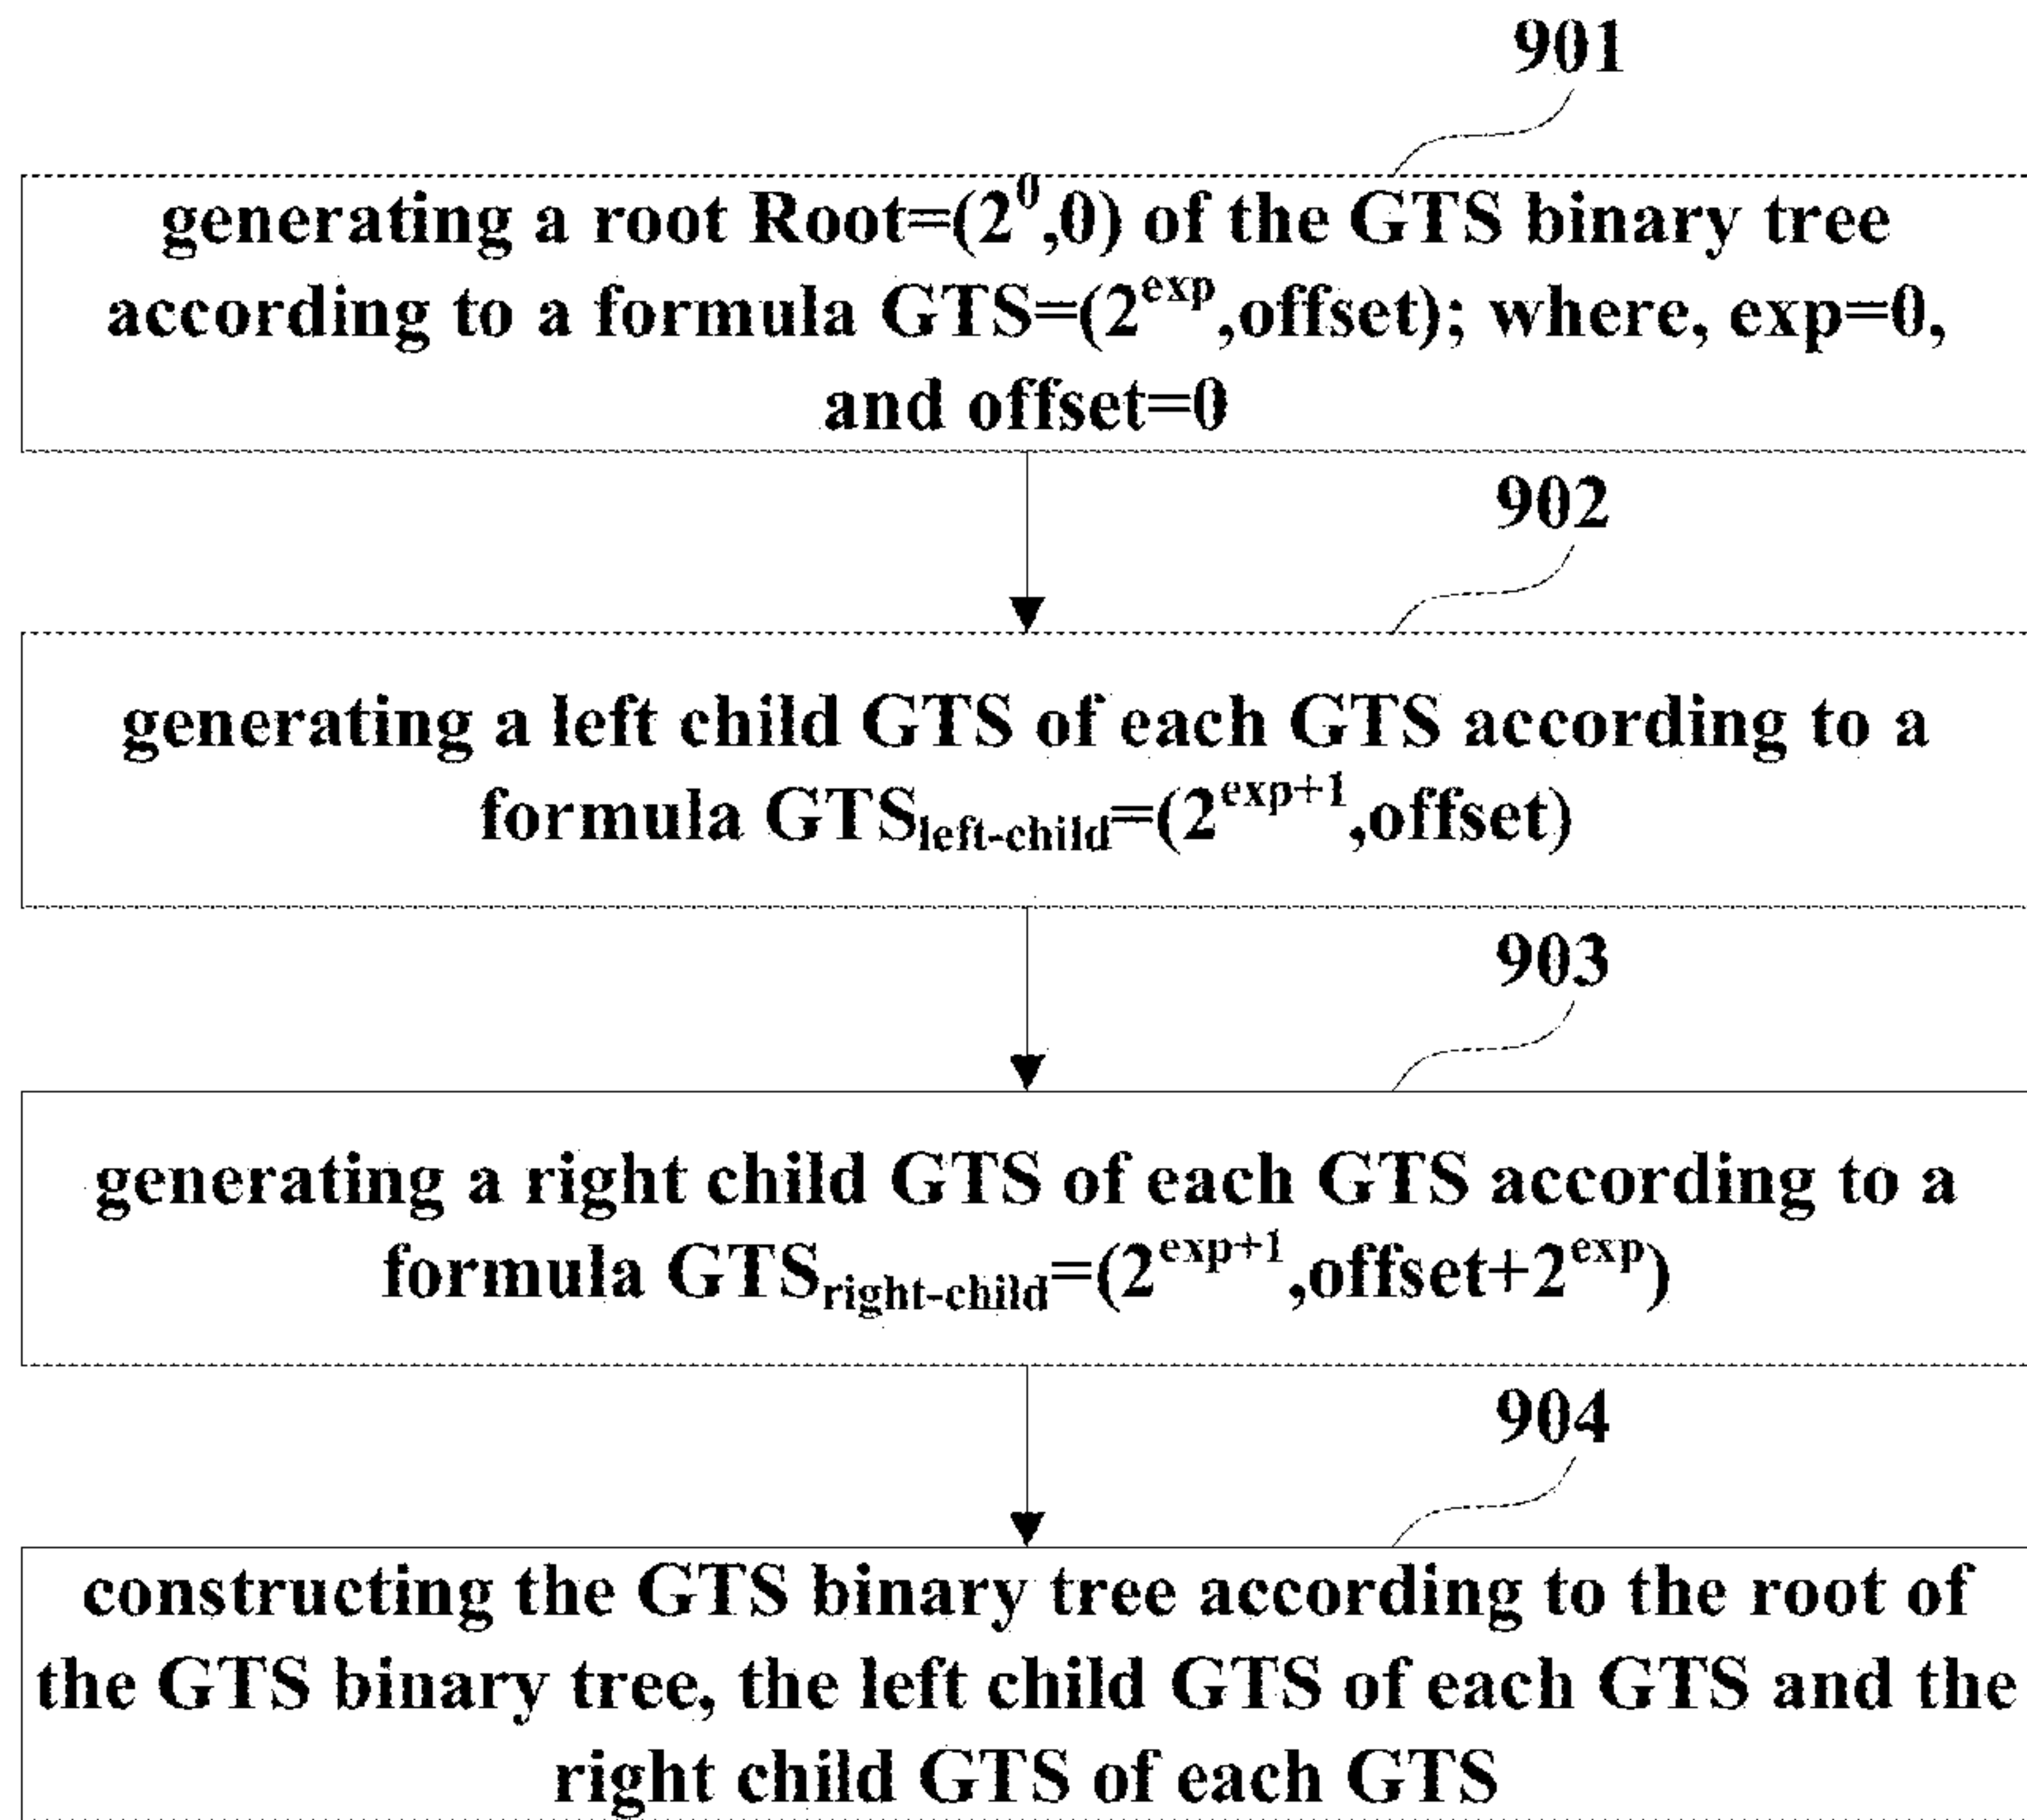 901
generating a root Root=(2⁰,0) of the GTS binary tree
according to a formula GTS=(2^exp,offset); where, exp=0,
and offset=0
902
generating a left child GTS of each GTS according to a
formula GTS_left-child=(2^exp+1,offset)
903
generating a right child GTS of each GTS according to a
formula GTS_right-child=(2^exp+1,offset+2^exp)
904
constructing the GTS binary tree according to the root of
the GTS binary tree, the left child GTS of each GTS and the
right child GTS of each GTS